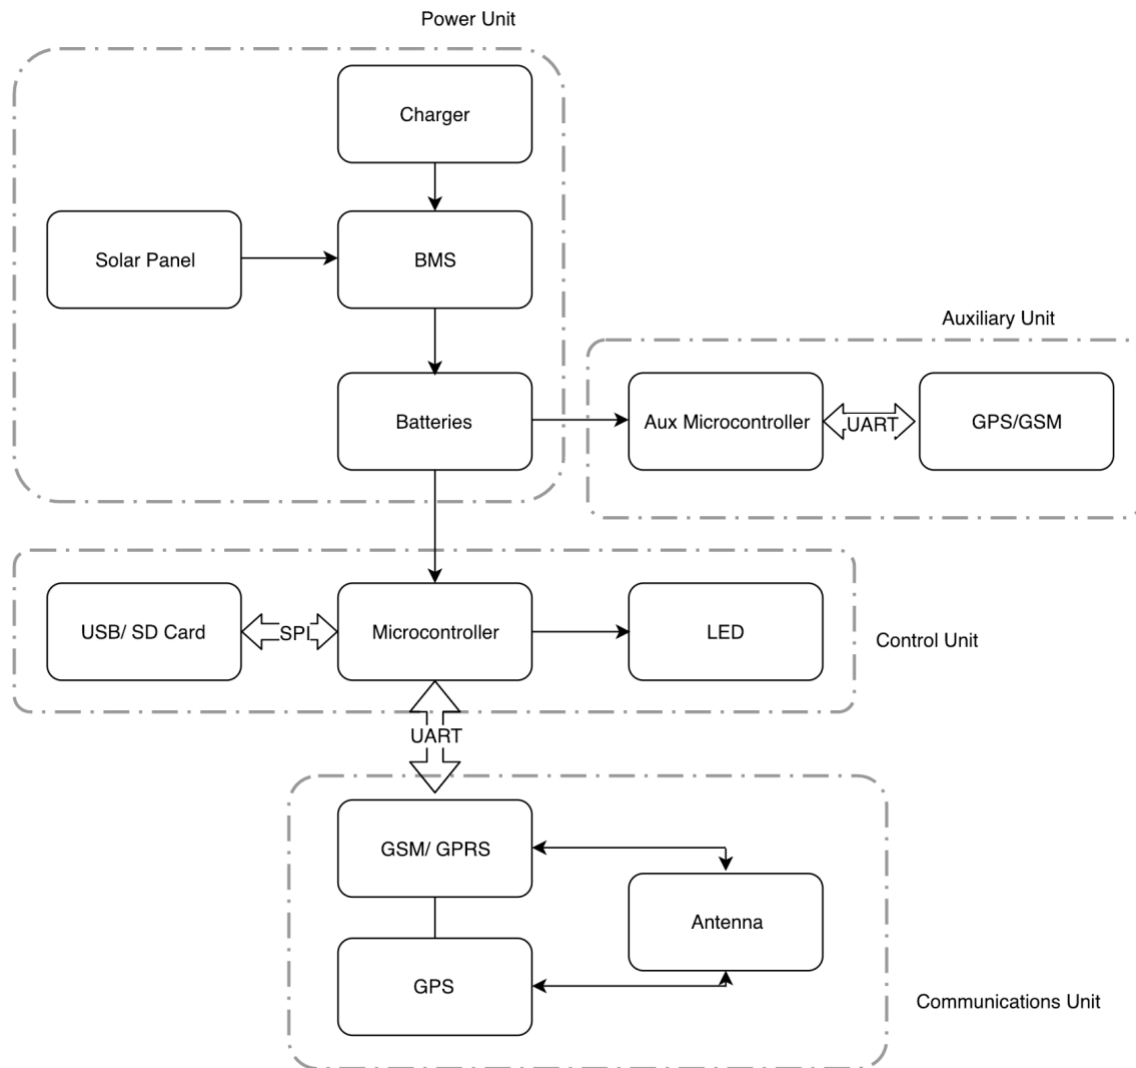 Power Unit
Charger
Solar Panel
BMS
Auxiliary Unit
Batteries
Aux Microcontroller
UART
GPS/GSM
USB/ SD Card
SPI
Microcontroller
LED
Control Unit
UART
GSM/ GPRS
Antenna
GPS
Communications Unit